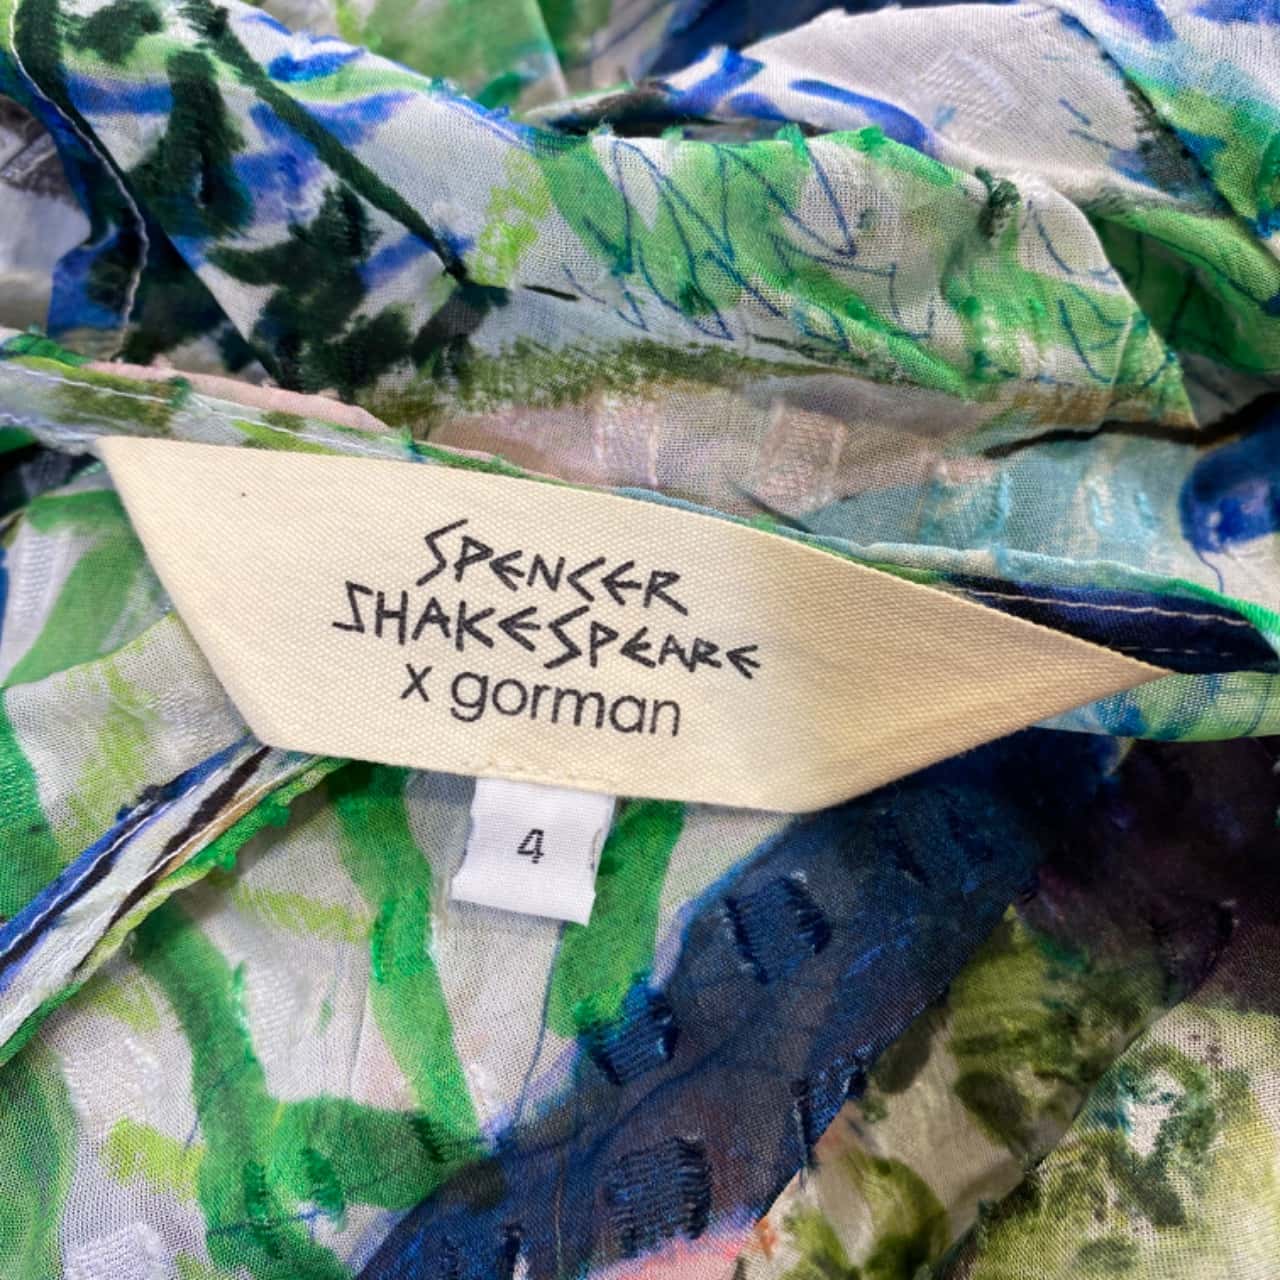 SPENCER
SHAKESPEARE
x gorman
4